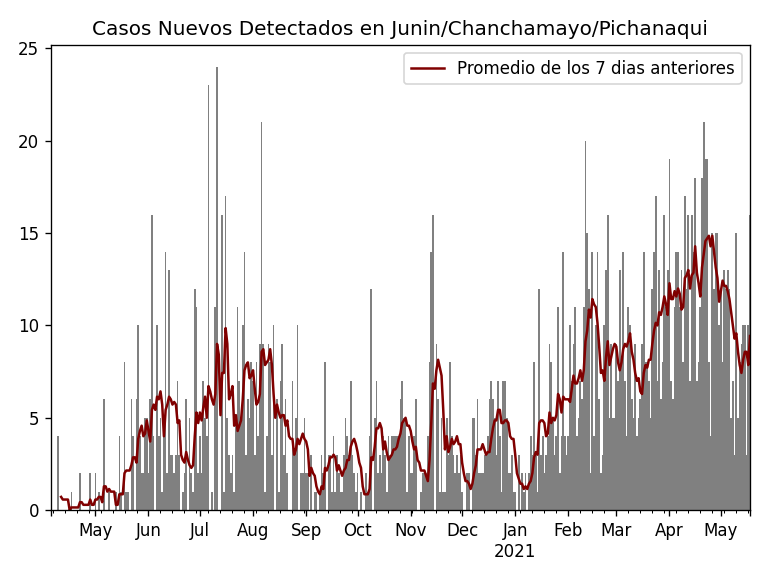 Casos Nuevos Detectados en Junin/Chanchamayo/Pichanaqui
Promedio de los 7 dias anteriores
25
20
15
10
5
0
May Jun Jul Aug Sep Oct Nov Dec Jan Feb Mar Apr May
2021